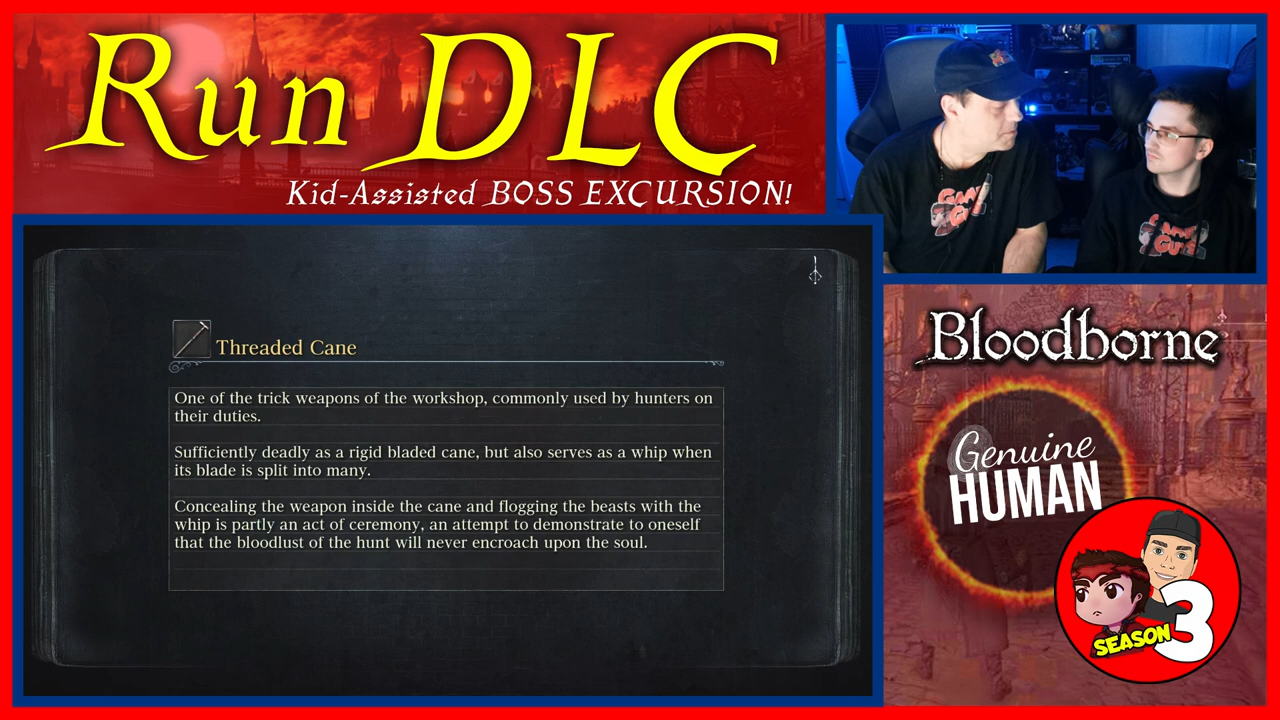 Run DLC
Kid-Assisted BOSS EXCURSION!
Threaded Cane
One of the trick weapons of the workshop, commonly used by hunters on
their duties.
Sufficiently deadly as a rigid bladed cane, but also serves as a whip when
its blade is split into many.
Concealing the weapon inside the cane and flogging the beasts with the
whip is partly an act of ceremony, an attempt to demonstrate to oneself
that the bloodlust of the hunt will never encroach upon the soul.
Bloodborne
Genuine
HUMAN
SEASON 3